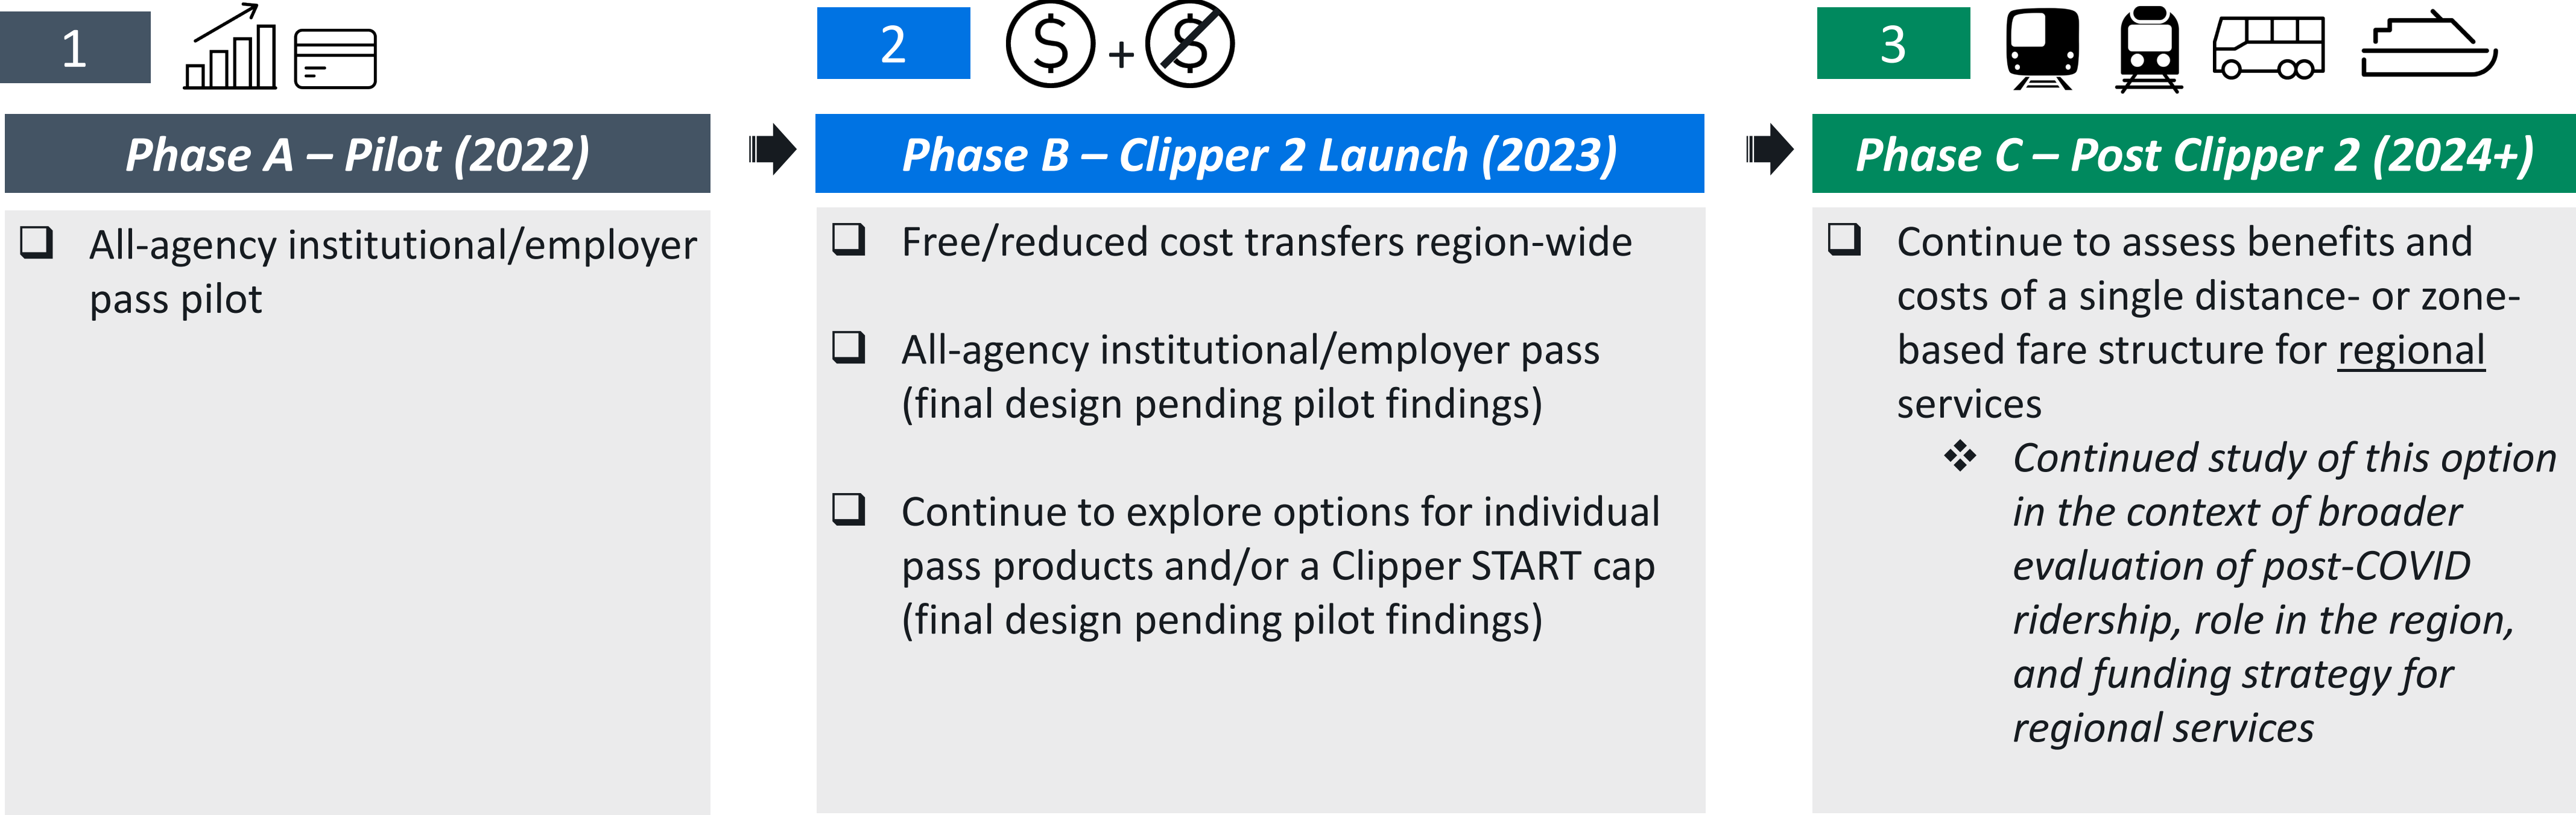 1
Phase A – Pilot (2022)
All-agency institutional/employer
pass pilot
2
$ + $
Phase B – Clipper 2 Launch (2023)
Free/reduced cost transfers region-wide
All-agency institutional/employer pass
(final design pending pilot findings)
Continue to explore options for individual
pass products and/or a Clipper START cap
(final design pending pilot findings)
3
Phase C – Post Clipper 2 (2024+)
Continue to assess benefits and
costs of a single distance- or zone-
based fare structure for regional
services
Continued study of this option
in the context of broader
evaluation of post-COVID
ridership, role in the region,
and funding strategy for
regional services